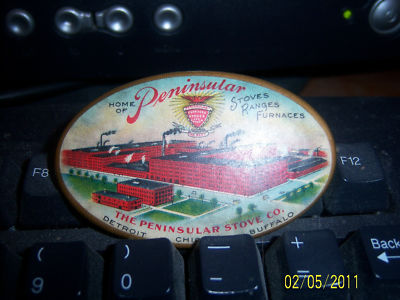 Peninsular
HOME OF
STOVES
RANGES
FURNACES
THE PENINSULAR STOVE CO.
DETROIT CHI BUFFALO
F8
F12
(
9
)
0
-
+
=
Back
02/05/2011